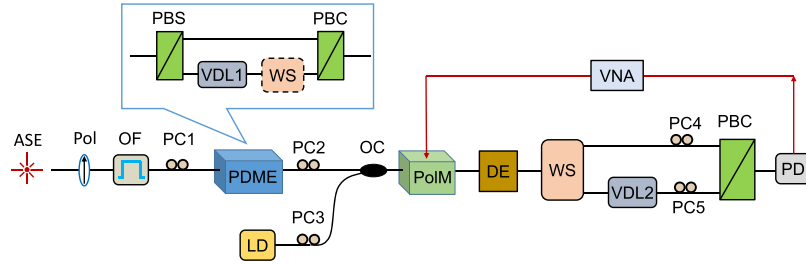 PBS
PBC
VDL1
WS
VNA
ASE
Pol
OF
PC1
PDME
PC2
OC
PolM
DE
WS
PC4
PBC
PD
VDL2
PC5
PC3
LD